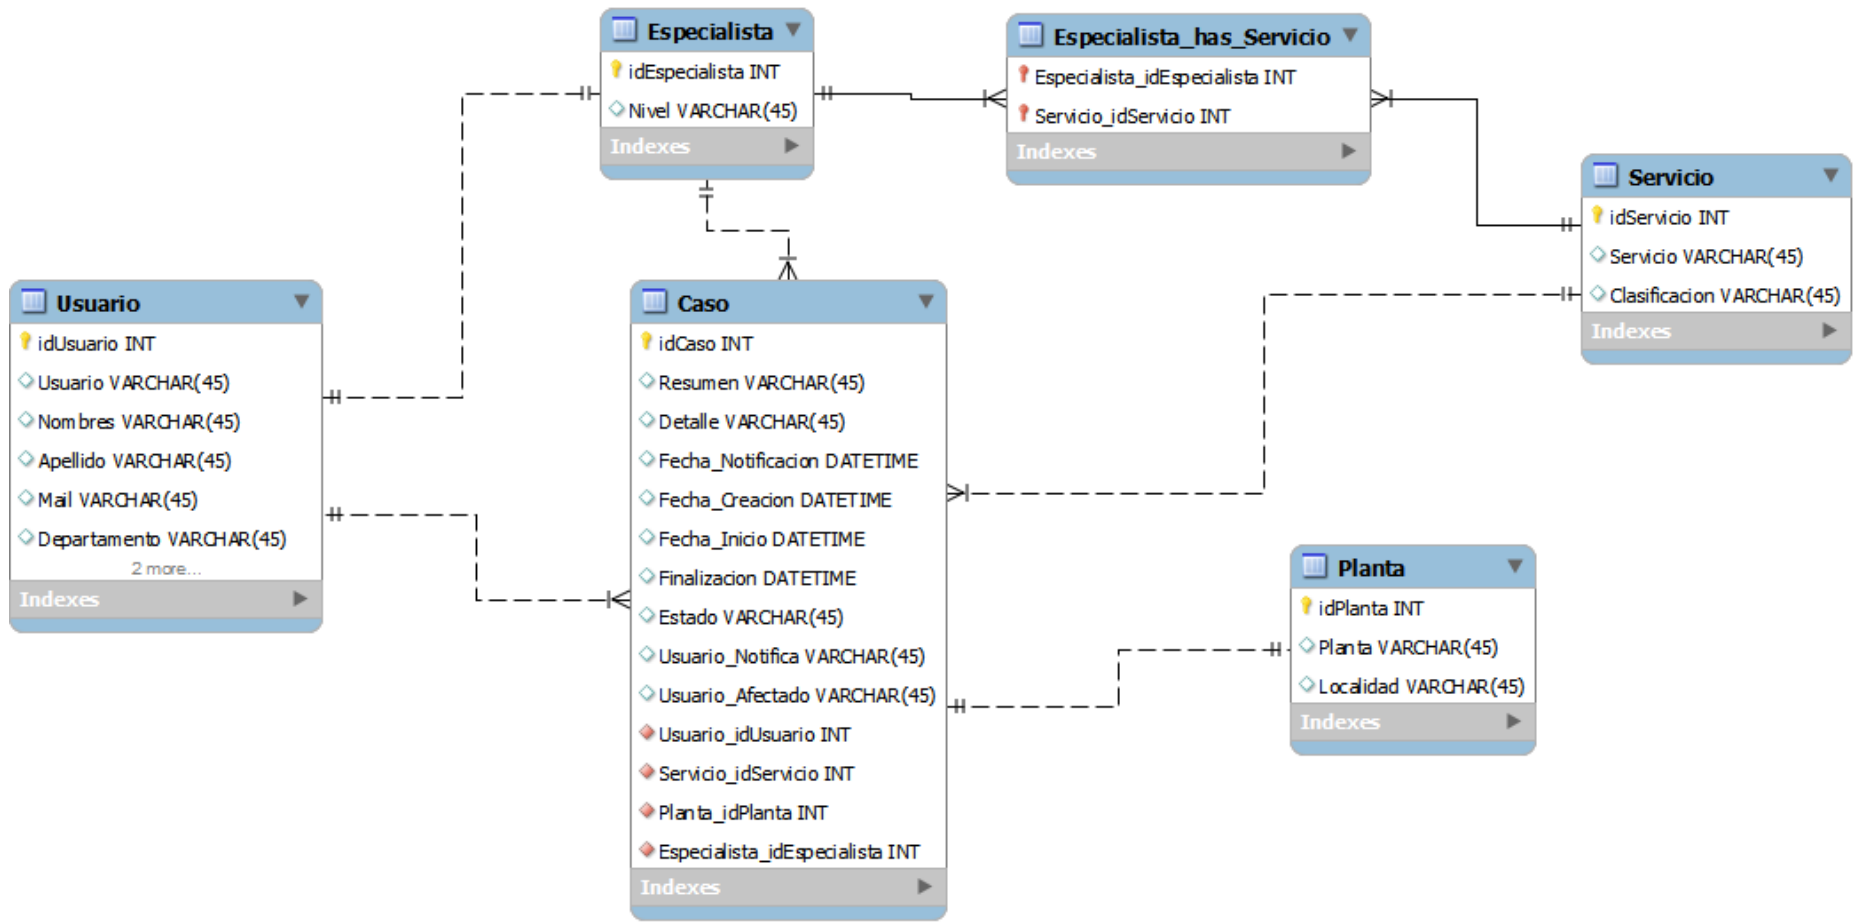 Especialista
idEspecialista INT
Nivel VARCHAR(45)
Indexes
Especialista_has_Servicio
Especialista_idEspecialista INT
Servicio_idServicio INT
Indexes
Servicio
idServicio INT
Servicio VARCHAR(45)
Clasificacion VARCHAR(45)
Indexes
Usuario
idUsuario INT
Usuario VARCHAR(45)
Nombres VARCHAR(45)
Apellido VARCHAR(45)
Mail VARCHAR(45)
Departamento VARCHAR(45)
2 more...
Indexes
Caso
idCaso INT
Resumen VARCHAR(45)
Detalle VARCHAR(45)
Fecha_Notificacion DATETIME
Fecha_Creacion DATETIME
Fecha_Inicio DATETIME
Finalizacion DATETIME
Estado VARCHAR(45)
Usuario_Notifica VARCHAR(45)
Usuario_Afectado VARCHAR(45)
Usuario_idUsuario INT
Servicio_idServicio INT
Planta_idPlanta INT
Especialista_idEspecialista INT
Indexes
Planta
idPlanta INT
Planta VARCHAR(45)
Localidad VARCHAR(45)
Indexes